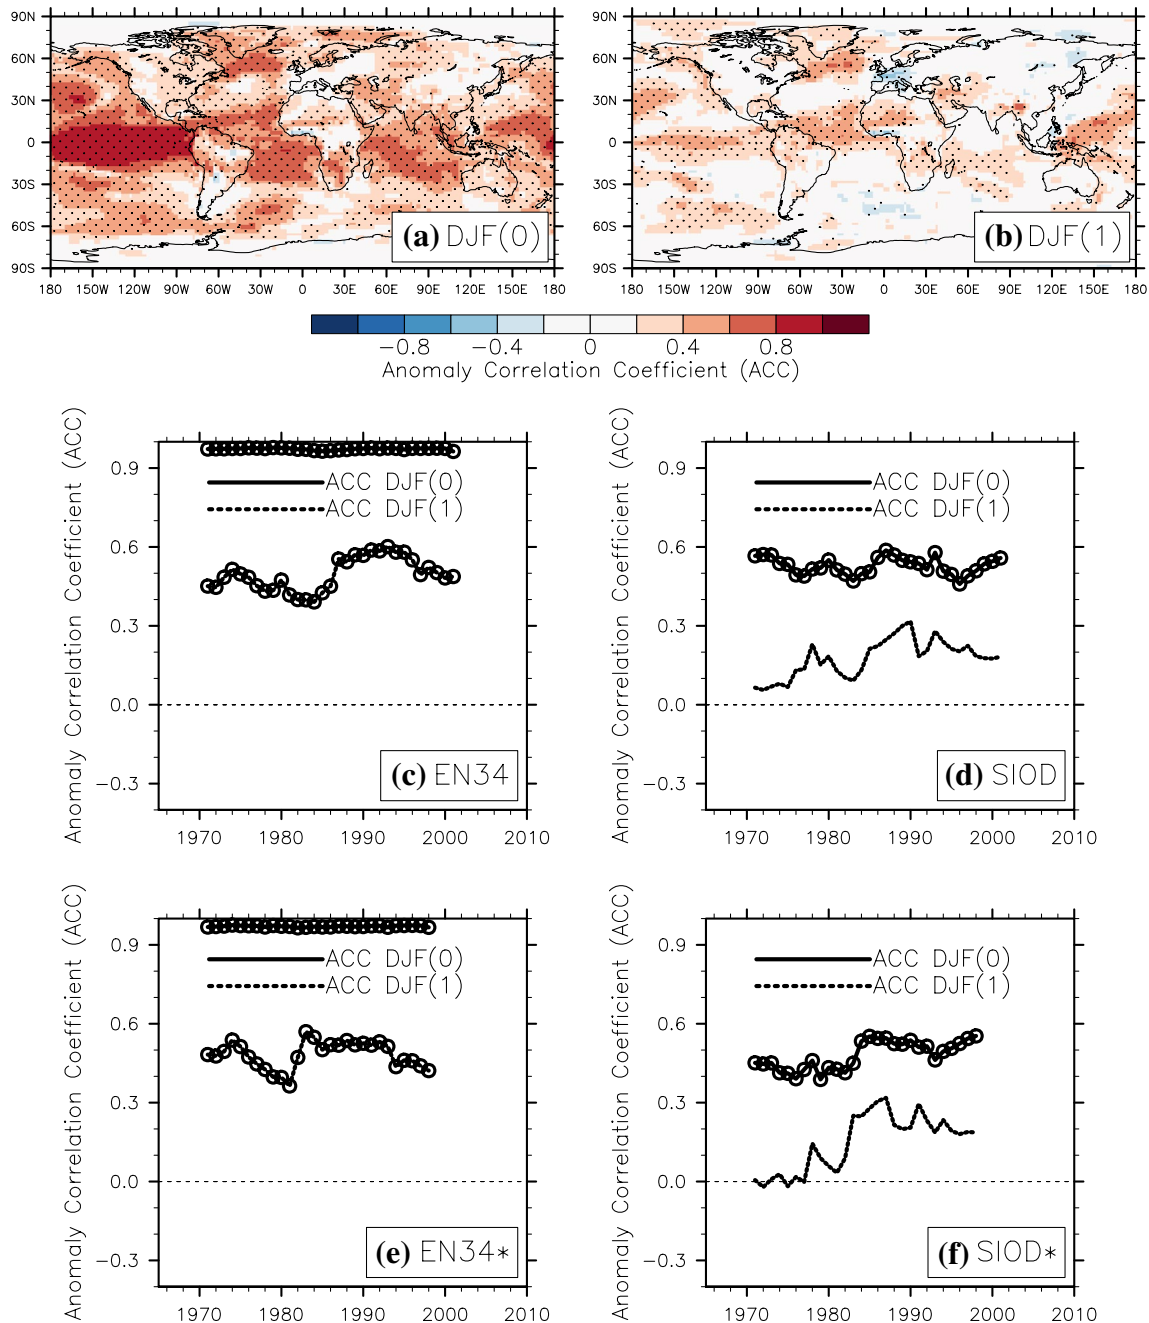 90N
60N
30N
0
30S
60S
90S
(a) DJF(0)
180 150W 120W 90W 60W 30W 0 30E 60E 90E 120E 150E 180
90N
60N
30N
0
30S
60S
90S
(b) DJF(1)
180 150W 120W 90W 60W 30W 0 30E 60E 90E 120E 150E 180
−0.8 −0.4 0 0.4 0.8
Anomaly Correlation Coefficient (ACC)
Anomaly Correlation Coefficient (ACC)
0.9
0.6
0.3
0.0
−0.3
ACC DJF(0)
ACC DJF(1)
(c) EN34
1970 1980 1990 2000 2010
Anomaly Correlation Coefficient (ACC)
0.9
0.6
0.3
0.0
−0.3
ACC DJF(0)
ACC DJF(1)
(d) SIOD
1970 1980 1990 2000 2010
Anomaly Correlation Coefficient (ACC)
0.9
0.6
0.3
0.0
−0.3
ACC DJF(0)
ACC DJF(1)
(e) EN34*
1970 1980 1990 2000 2010
Anomaly Correlation Coefficient (ACC)
0.9
0.6
0.3
0.0
−0.3
ACC DJF(0)
ACC DJF(1)
(f) SIOD*
1970 1980 1990 2000 2010